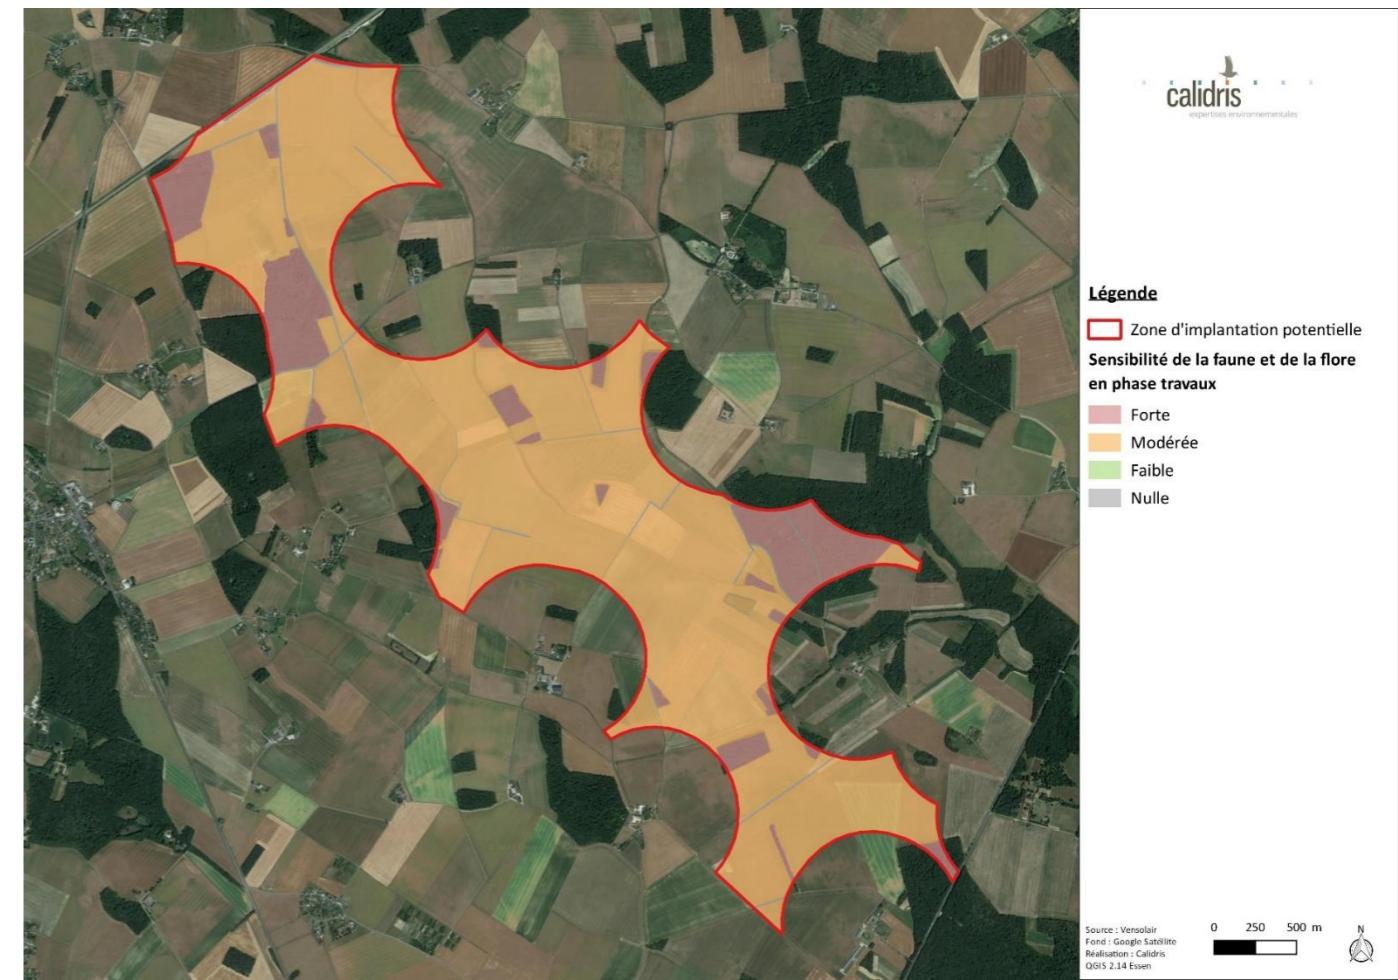 calidris
expertises environnementales
Légende
Zone d'implantation potentielle
Sensibilité de la faune et de la flore
en phase travaux
Forte
Modérée
Faible
Nulle
Source : Vensolair
Fond : Google Satéllite
Réalisation : Calidris
QGIS 2.14 Essen
0 250 500 m
N